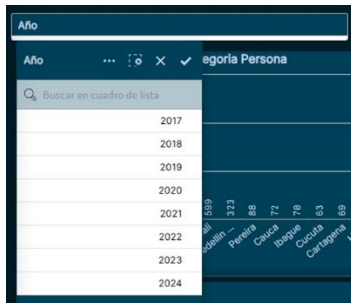 Año
Año
egoria Persona
Buscar en cuadro de lista
2017
2018
2019
2020
2021
2022
2023
2024
599
323
88
72
70
63
69
ali
edellin ...
Pereira
Cauca
Ibague
Cucuta
Cartagena